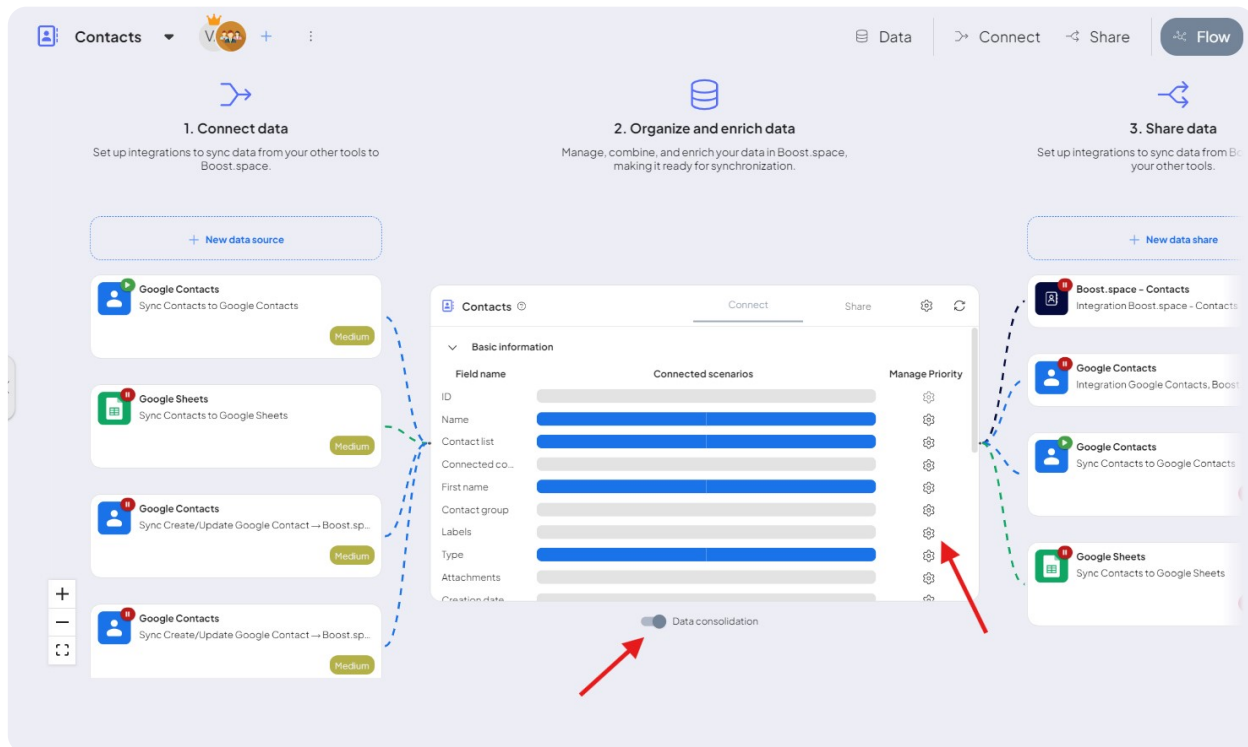 Contacts
V.
Data
Connect
Share
Flow
1. Connect data
Set up integrations to sync data from your other tools to
Boost.space.
2. Organize and enrich data
Manage, combine, and enrich your data in Boost.space,
making it ready for synchronization.
3. Share data
Set up integrations to sync data from Bo
your other tools.
+ New data source
Google Contacts
Sync Contacts to Google Contacts
Medium
Google Sheets
Sync Contacts to Google Sheets
Medium
Google Contacts
Sync Create/Update Google Contact → Boost.sp...
Medium
Google Contacts
Sync Create/Update Google Contact → Boost.sp...
Medium
Contacts
Connect
Share
Basic information
Field name
Connected scenarios
Manage Priority
ID
Name
Contact list
Connected co...
First name
Contact group
Labels
Type
Attachments
Creation date
Data consolidation
+ New data share
Boost.space - Contacts
Integration Boost.space - Contacts
Google Contacts
Integration Google Contacts, Boost
Google Contacts
Sync Contacts to Google Contacts
Google Sheets
Sync Contacts to Google Sheets